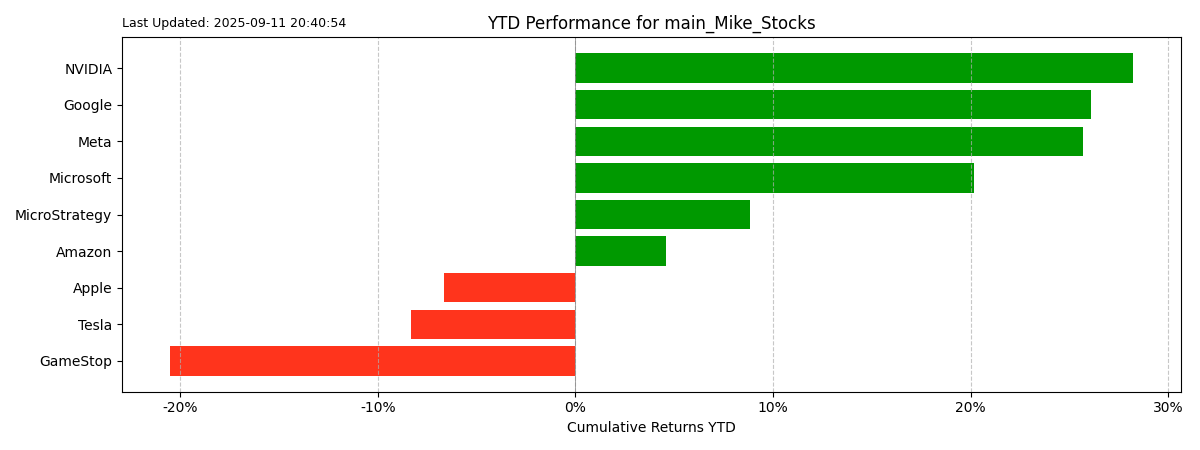 Last Updated: 2025-09-11 20:40:54
YTD Performance for main_Mike_Stocks
NVIDIA
Google
Meta
Microsoft
MicroStrategy
Amazon
Apple
Tesla
GameStop
-20% -10% 0% 10% 20% 30%
Cumulative Returns YTD